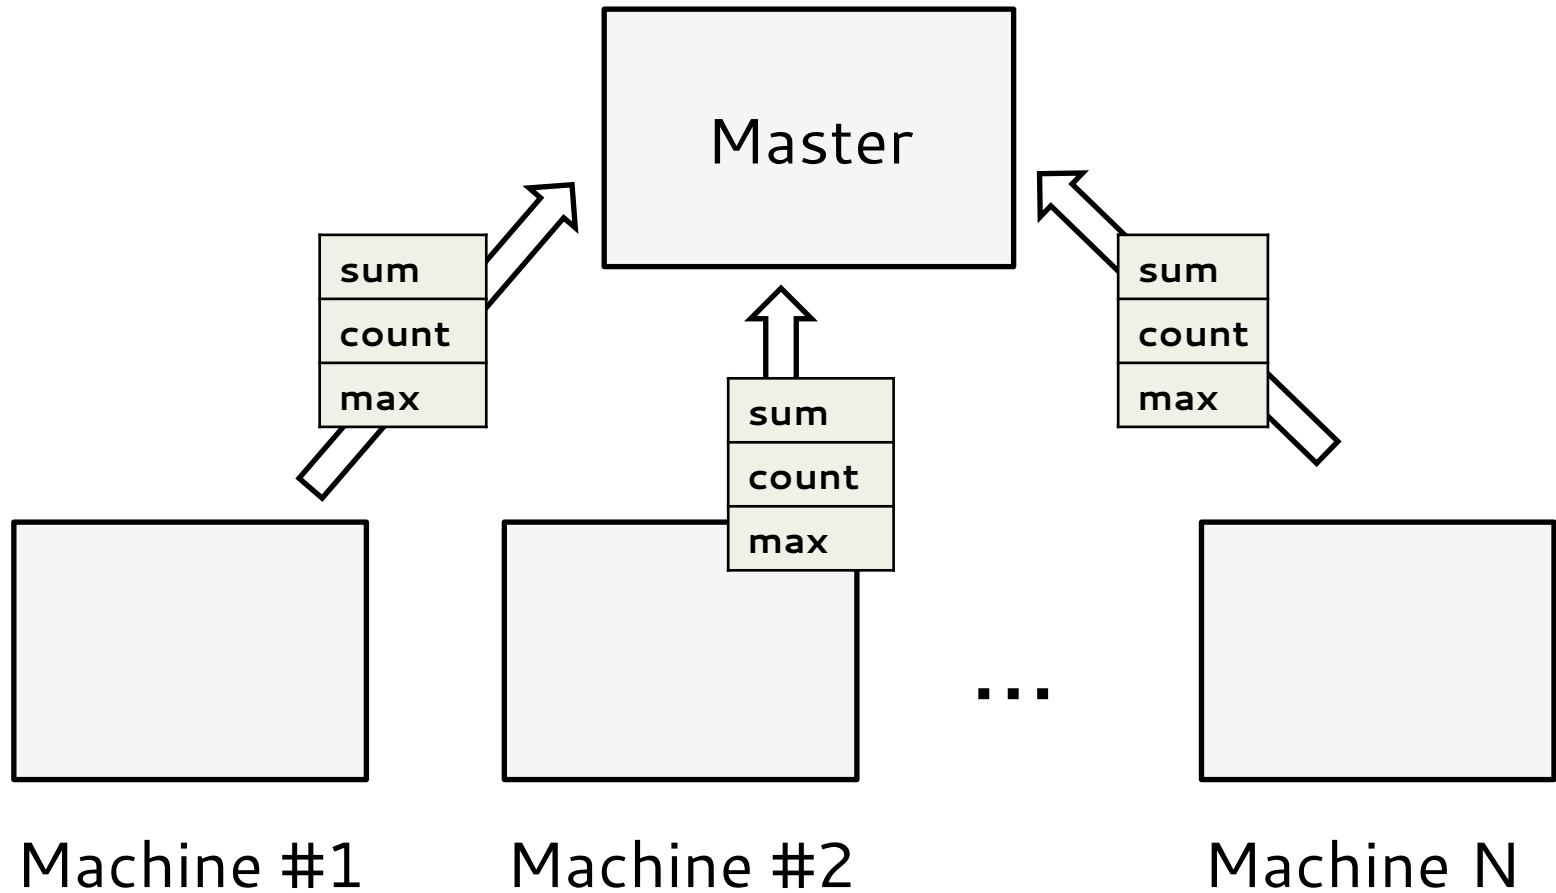 Master
sum
count
max
sum
count
max
sum
count
max
...
Machine #1
Machine #2
Machine N